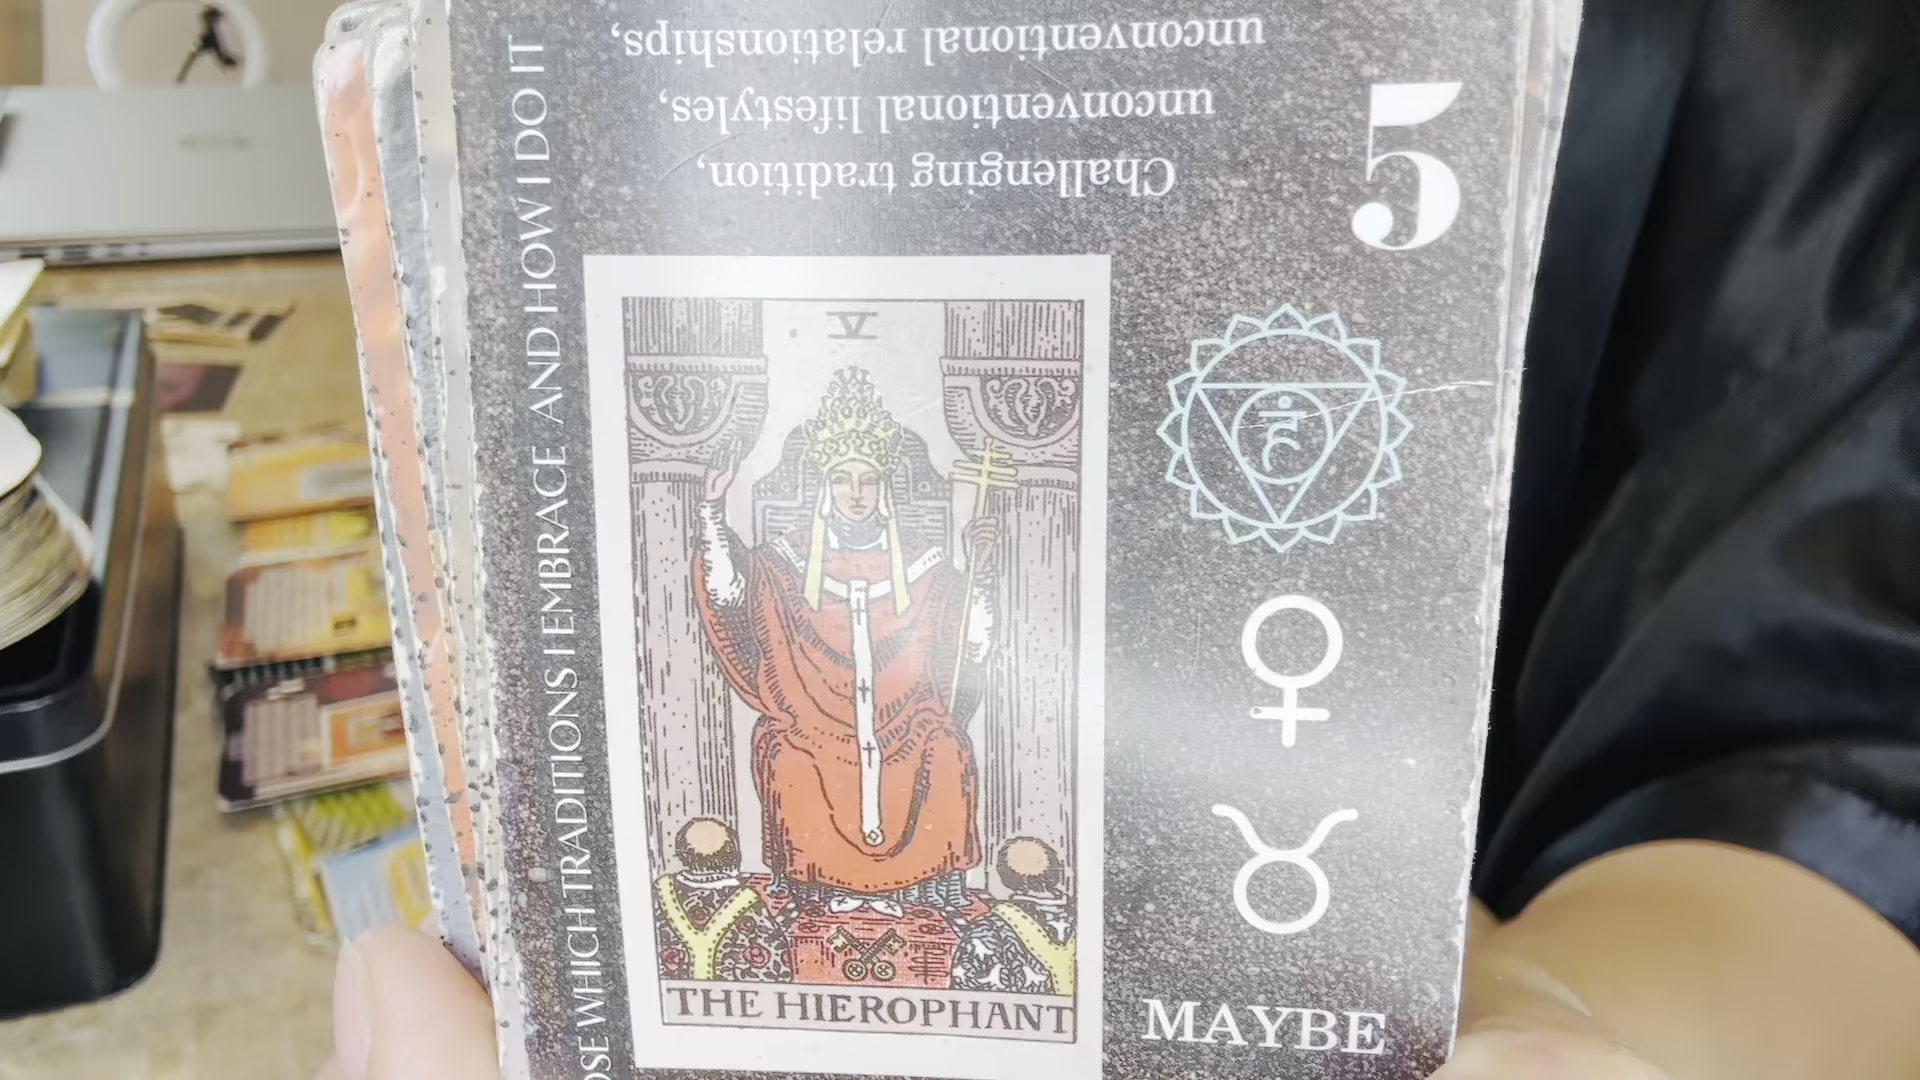 unconventional relationships,
unconventional lifestyles,
Challenging tradition,
5
OSE WHICH TRADITIONS I EMBRACE AND HOW I DO IT
V
हं
THE HIEROPHANT
MAYBE